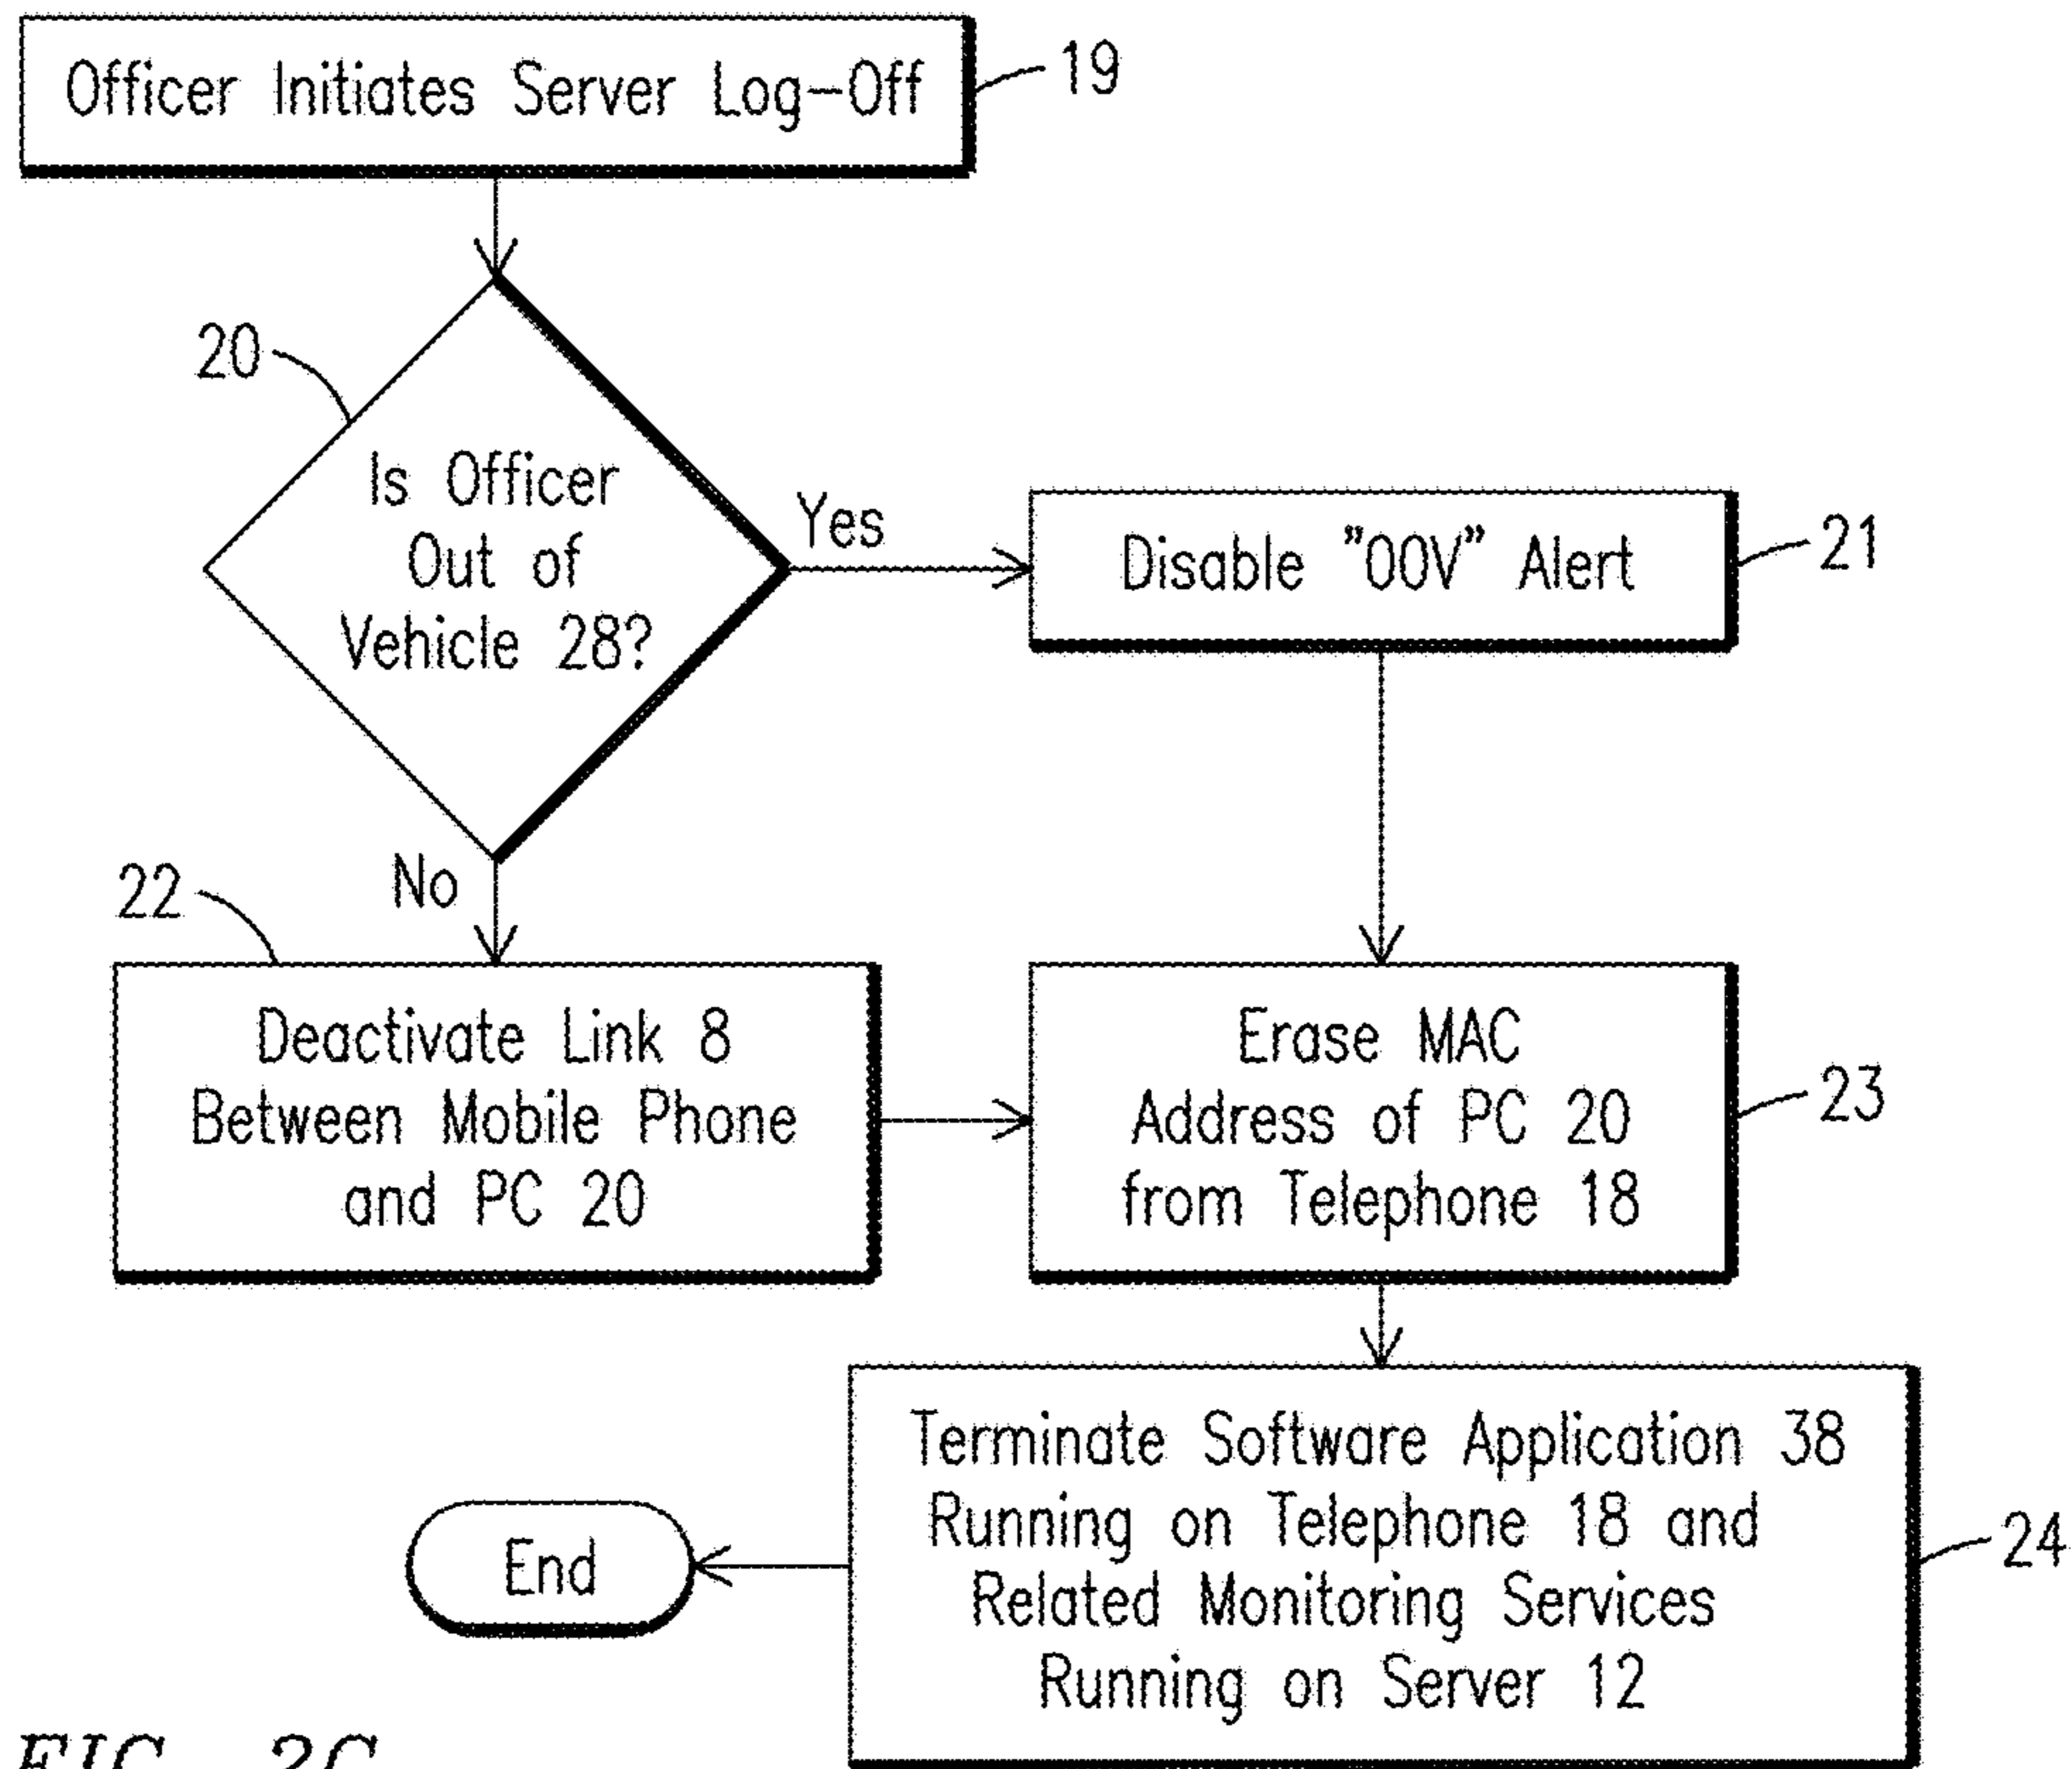 Officer Initiates Server Log-Off
19
20
Is Officer
Out of
Vehicle 28?
Yes
Disable "OOV" Alert
21
No
22
Deactivate Link 8
Between Mobile Phone
and PC 20
Erase MAC
Address of PC 20
from Telephone 18
23
Terminate Software Application 38
Running on Telephone 18 and
Related Monitoring Services
Running on Server 12
24
End
FIG. 2C